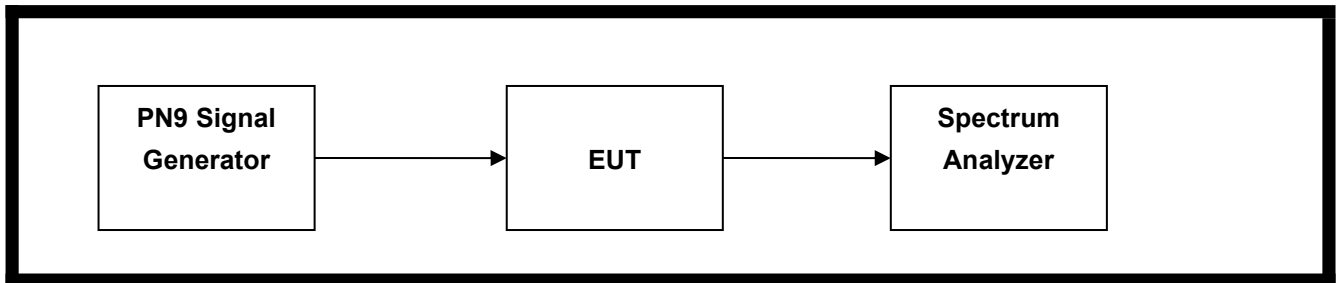 PN9 Signal
Generator
EUT
Spectrum
Analyzer